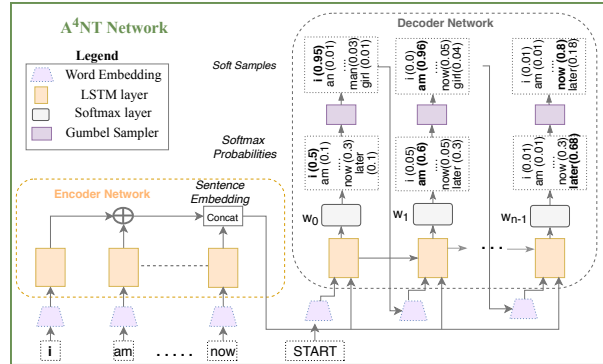 A⁴NT Network
Legend
Word Embedding
LSTM layer
Softmax layer
Gumbel Sampler
Encoder Network
Sentence
Embedding
Concat
i
am
.....
now
START
Decoder Network
Soft Samples
Softmax
Probabilities
i (0.95)
am (0.01)
....
man(0.03)
girl (0.01)
i (0.0)
am (0.96)
....
now(0.05)
girl(0.04)
i (0.01)
am (0.01)
....
now (0.8)
later(0.18)
i (0.5)
am (0.1)
....
now (0.3)
later
(0.1)
i (0.05)
am (0.6)
....
now(0.05)
later (0.3)
i (0.01)
am (0.01)
....
now (0.3)
later(0.68)
w0
w1
wn-1
...